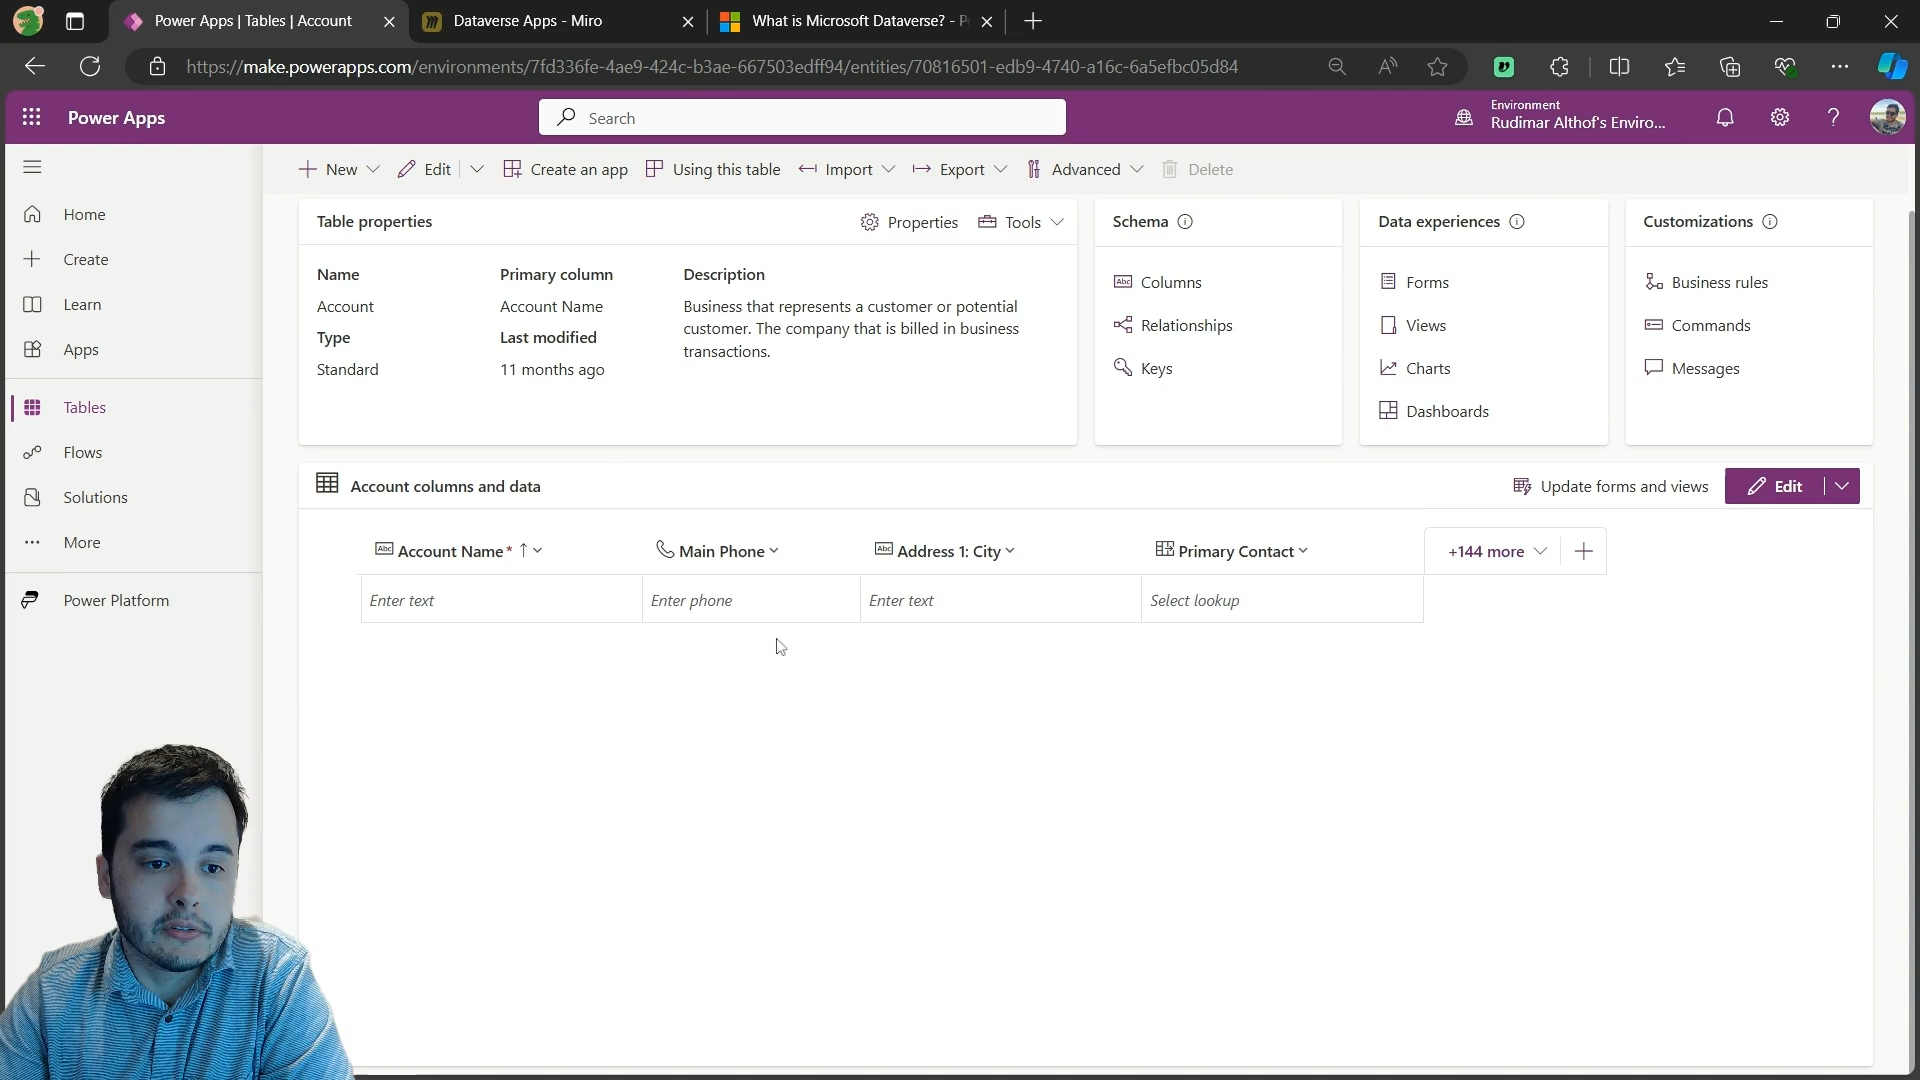 Power Apps | Tables | Account
Dataverse Apps - Miro
What is Microsoft Dataverse? - P
https://make.powerapps.com/environments/7fd336fe-4ae9-424c-b3ae-667503edff94/entities/70816501-edb9-4740-a16c-6a5efbc05d84
Power Apps
Search
Environment
Rudimar Althof's Enviro...
New
Edit
Create an app
Using this table
Import
Export
Advanced
Delete
Home
Create
Learn
Apps
Tables
Flows
Solutions
More
Power Platform
Table properties
Properties
Tools
Name
Primary column
Description
Account
Account Name
Business that represents a customer or potential
customer. The company that is billed in business
transactions.
Type
Last modified
Standard
11 months ago
Schema
Columns
Relationships
Keys
Data experiences
Forms
Views
Charts
Dashboards
Customizations
Business rules
Commands
Messages
Account columns and data
Update forms and views
Edit
Abc Account Name *
Main Phone
Abc Address 1: City
Primary Contact
+144 more
Enter text
Enter phone
Enter text
Select lookup